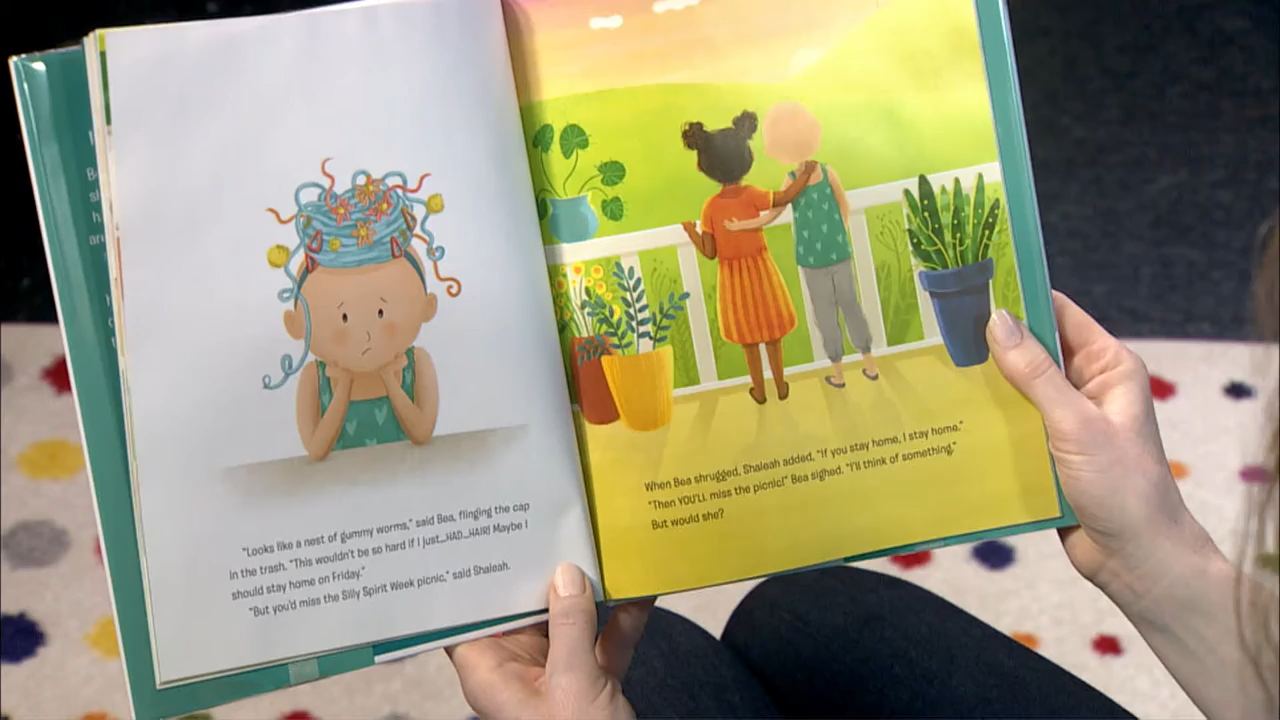 "Looks like a nest of gummy worms," said Bea, flinging the cap
in the trash. "This wouldn't be so hard if I just...HAD...HAIR! Maybe I
should stay home on Friday."
"But you'd miss the Silly Spirit Week picnic," said Shaleah.
When Bea shrugged, Shaleah added, "If you stay home, I stay home."
"Then YOU'LL miss the picnic!" Bea sighed. "I'll think of something."
But would she?